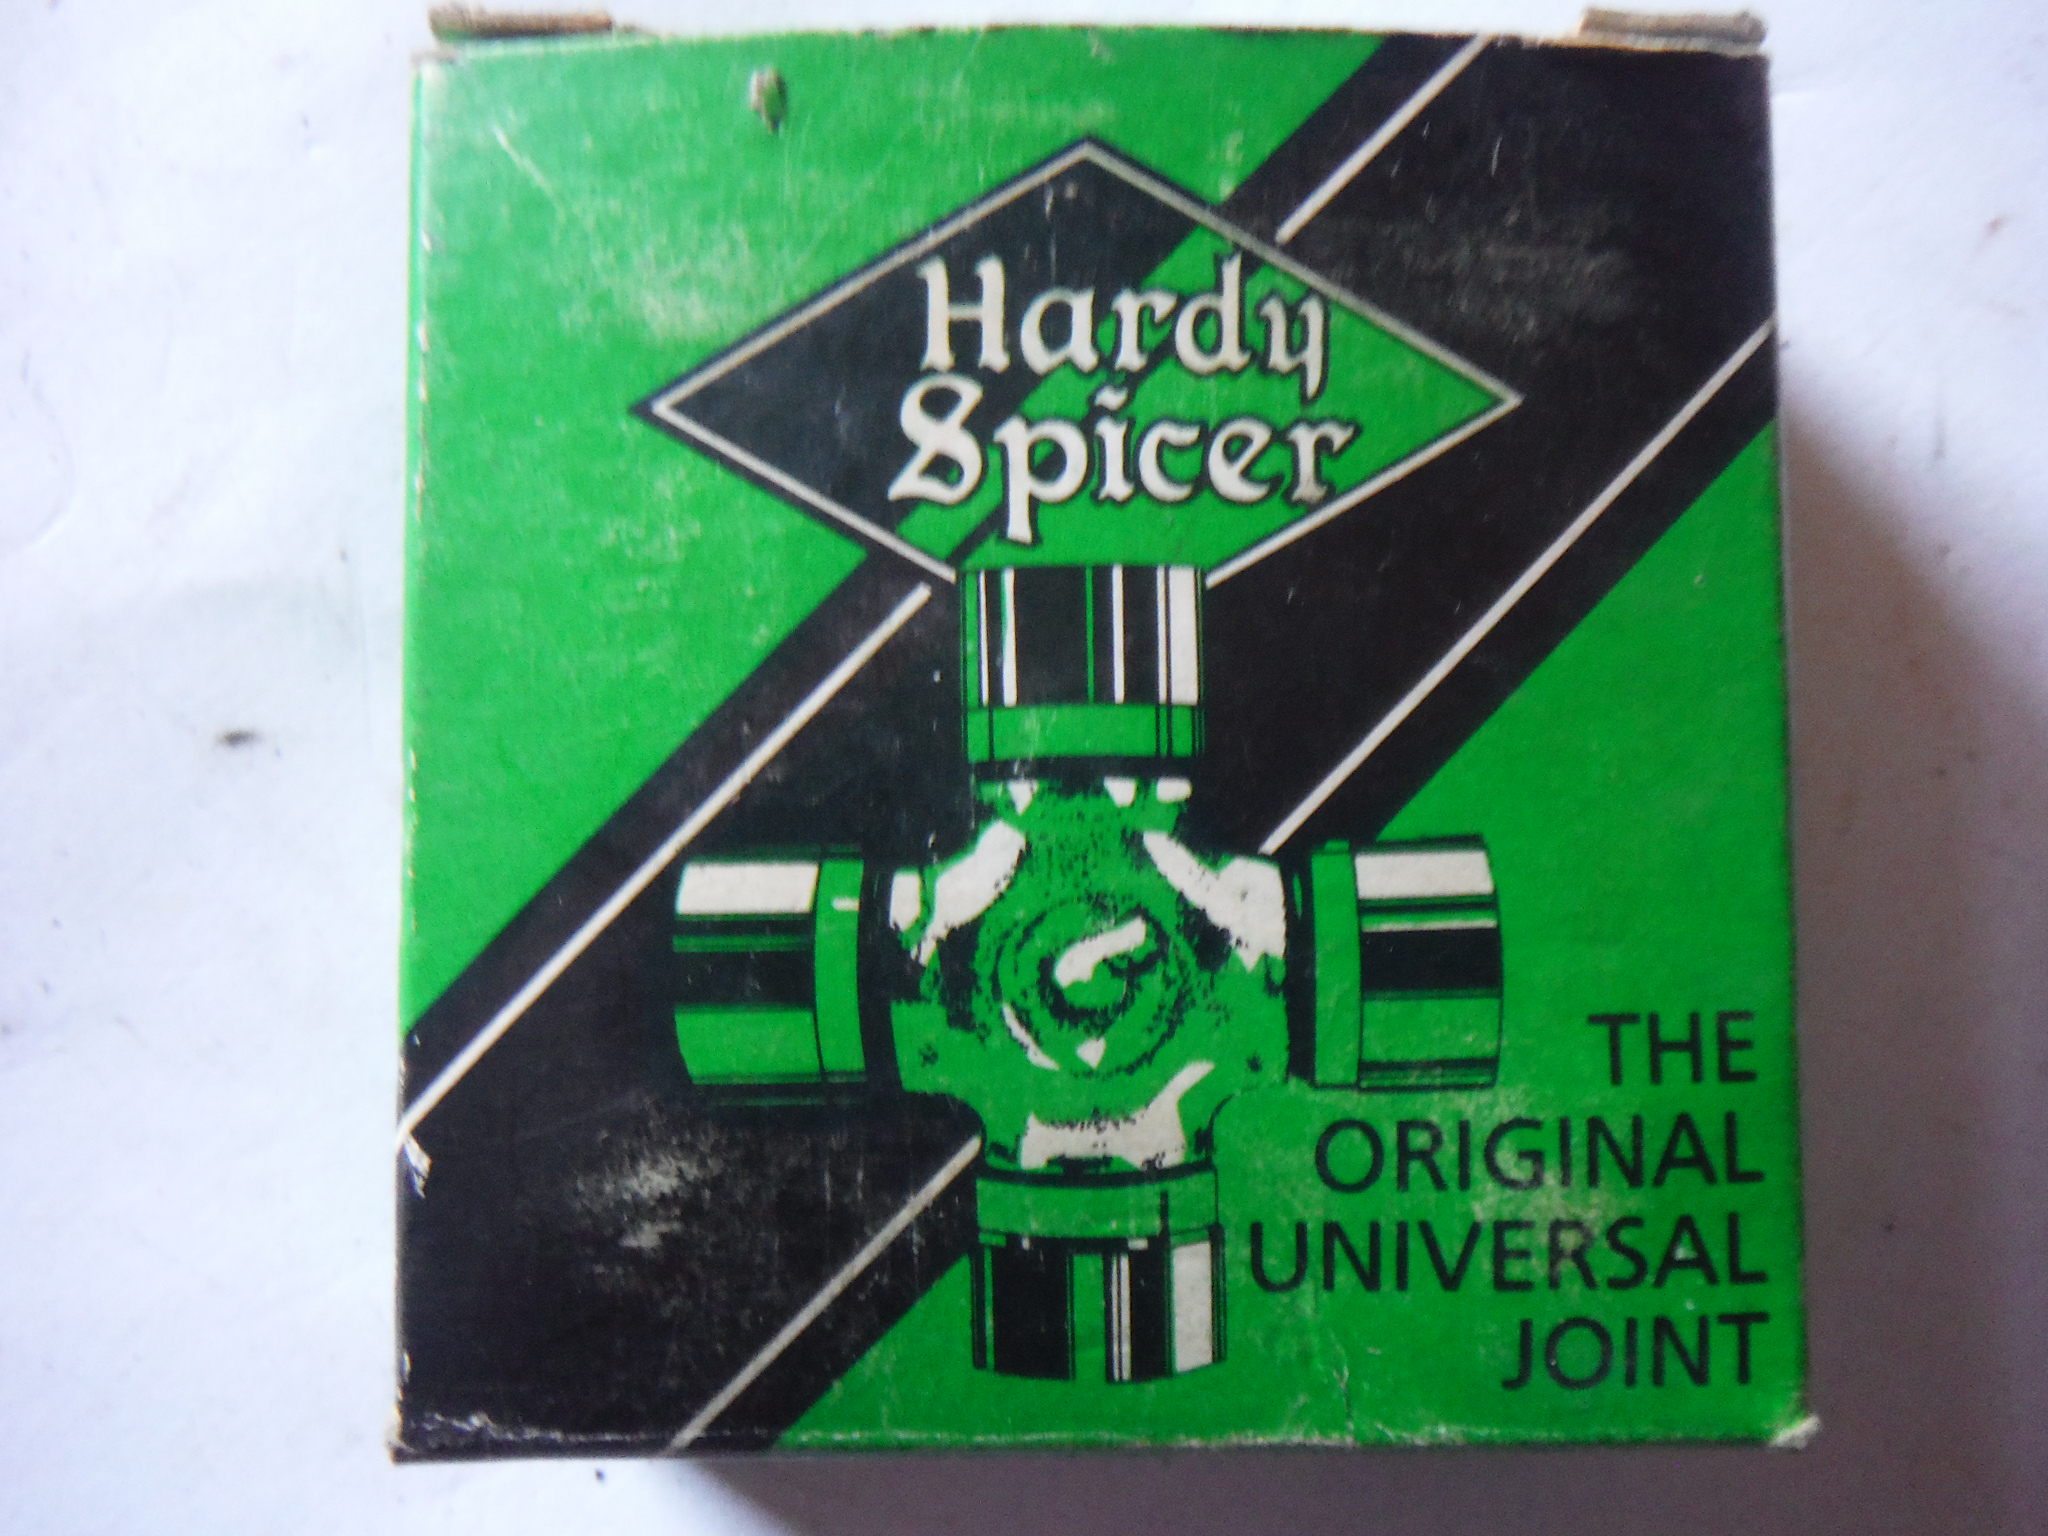 Hardy
Spicer
THE
ORIGINAL
UNIVERSAL
JOINT